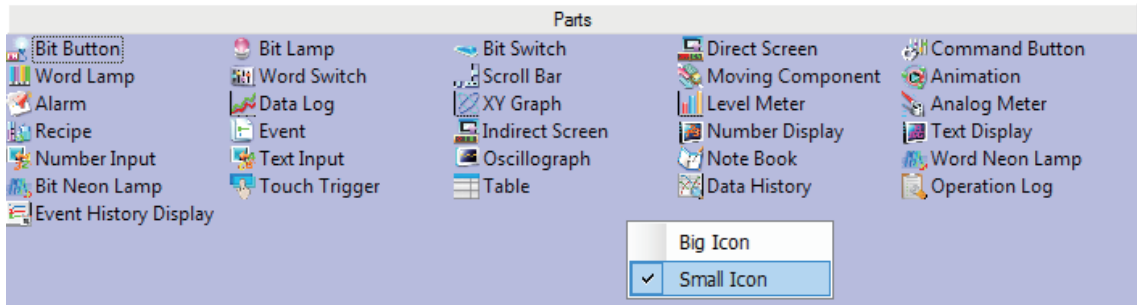 Parts
Bit Button Bit Lamp Bit Switch Direct Screen Command Button
Word Lamp Word Switch Scroll Bar Moving Component Animation
Alarm Data Log XY Graph Level Meter Analog Meter
Recipe Event Indirect Screen Number Display Text Display
Number Input Text Input Oscillograph Note Book Word Neon Lamp
Bit Neon Lamp Touch Trigger Table Data History Operation Log
Event History Display
Big Icon
Small Icon